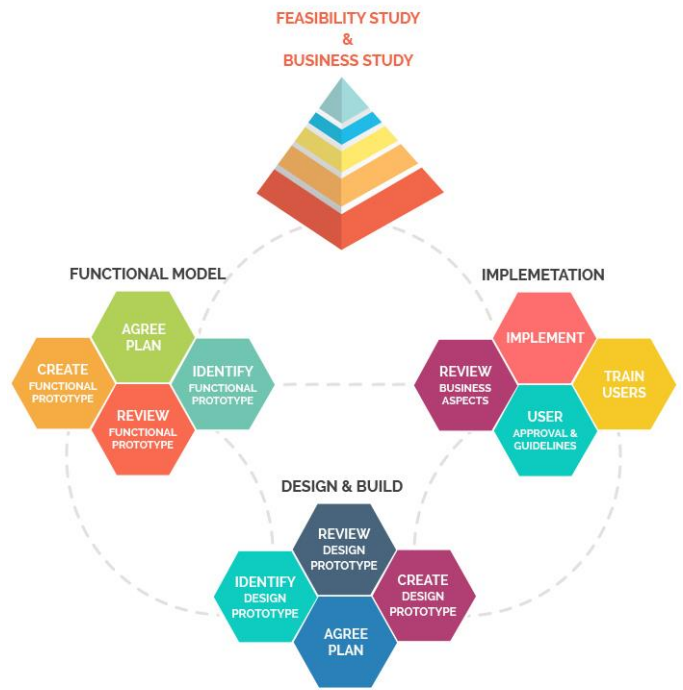 FEASIBILITY STUDY
&
BUSINESS STUDY
FUNCTIONAL MODEL
AGREE
PLAN
CREATE
FUNCTIONAL
PROTOTYPE
IDENTIFY
FUNCTIONAL
PROTOTYPE
REVIEW
FUNCTIONAL
PROTOTYPE
IMPLEMETATION
IMPLEMENT
REVIEW
BUSINESS
ASPECTS
TRAIN
USERS
USER
APPROVAL &
GUIDELINES
DESIGN & BUILD
REVIEW
DESIGN
PROTOTYPE
IDENTIFY
DESIGN
PROTOTYPE
CREATE
DESIGN
PROTOTYPE
AGREE
PLAN